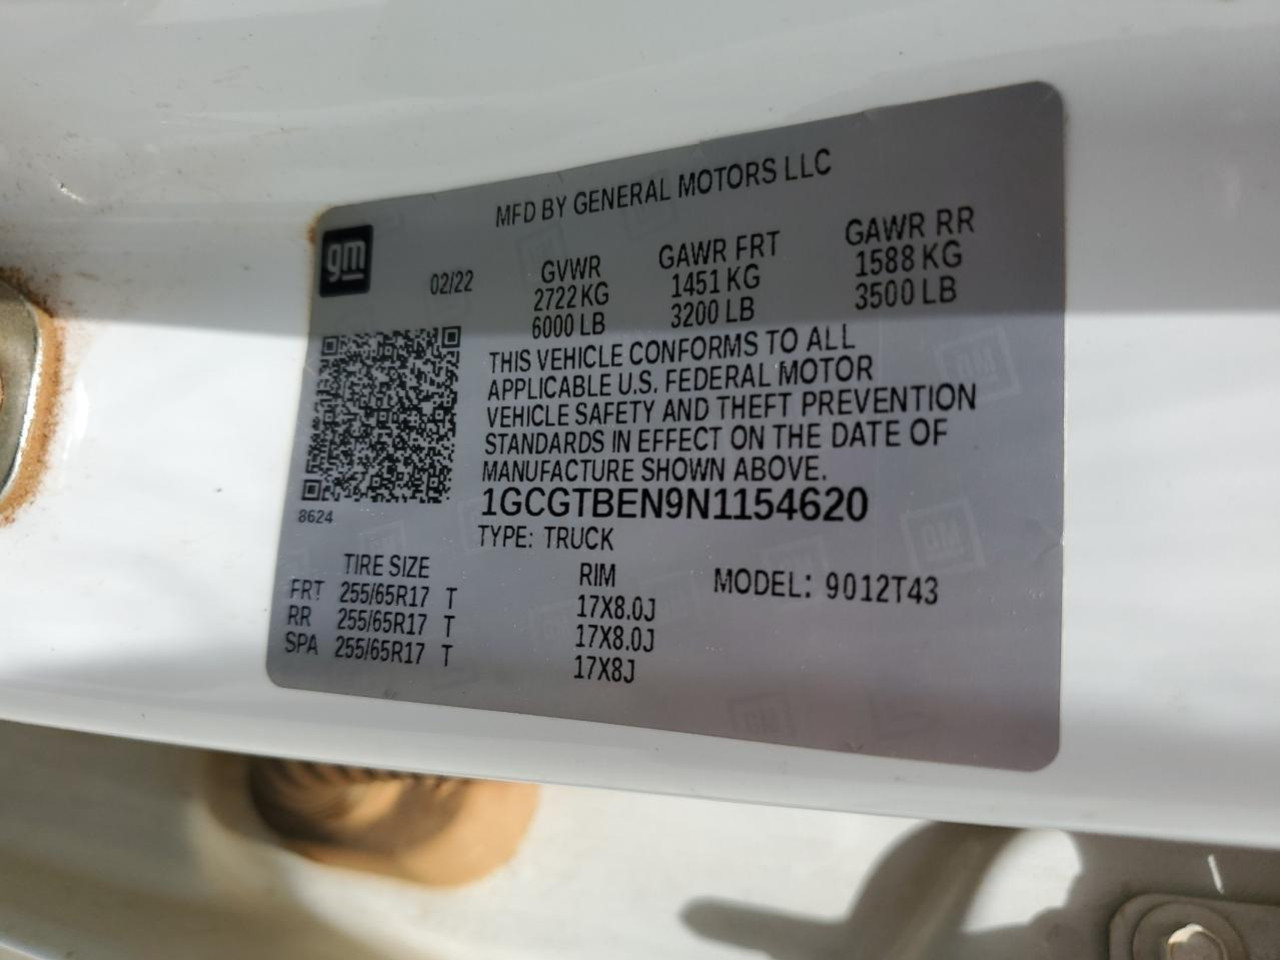 MFD BY GENERAL MOTORS LLC
gm
02/22
GVWR GAWR FRT GAWR RR
2722 KG 1451 KG 1588 KG
6000 LB 3200 LB 3500 LB
THIS VEHICLE CONFORMS TO ALL
APPLICABLE U.S. FEDERAL MOTOR
VEHICLE SAFETY AND THEFT PREVENTION
STANDARDS IN EFFECT ON THE DATE OF
MANUFACTURE SHOWN ABOVE.
1GCGTBEN9N1154620
8624
TYPE: TRUCK
TIRE SIZE RIM MODEL: 9012T43
FRT 255/65R17 T 17X8.0J
RR 255/65R17 T 17X8.0J
SPA 255/65R17 T 17X8J